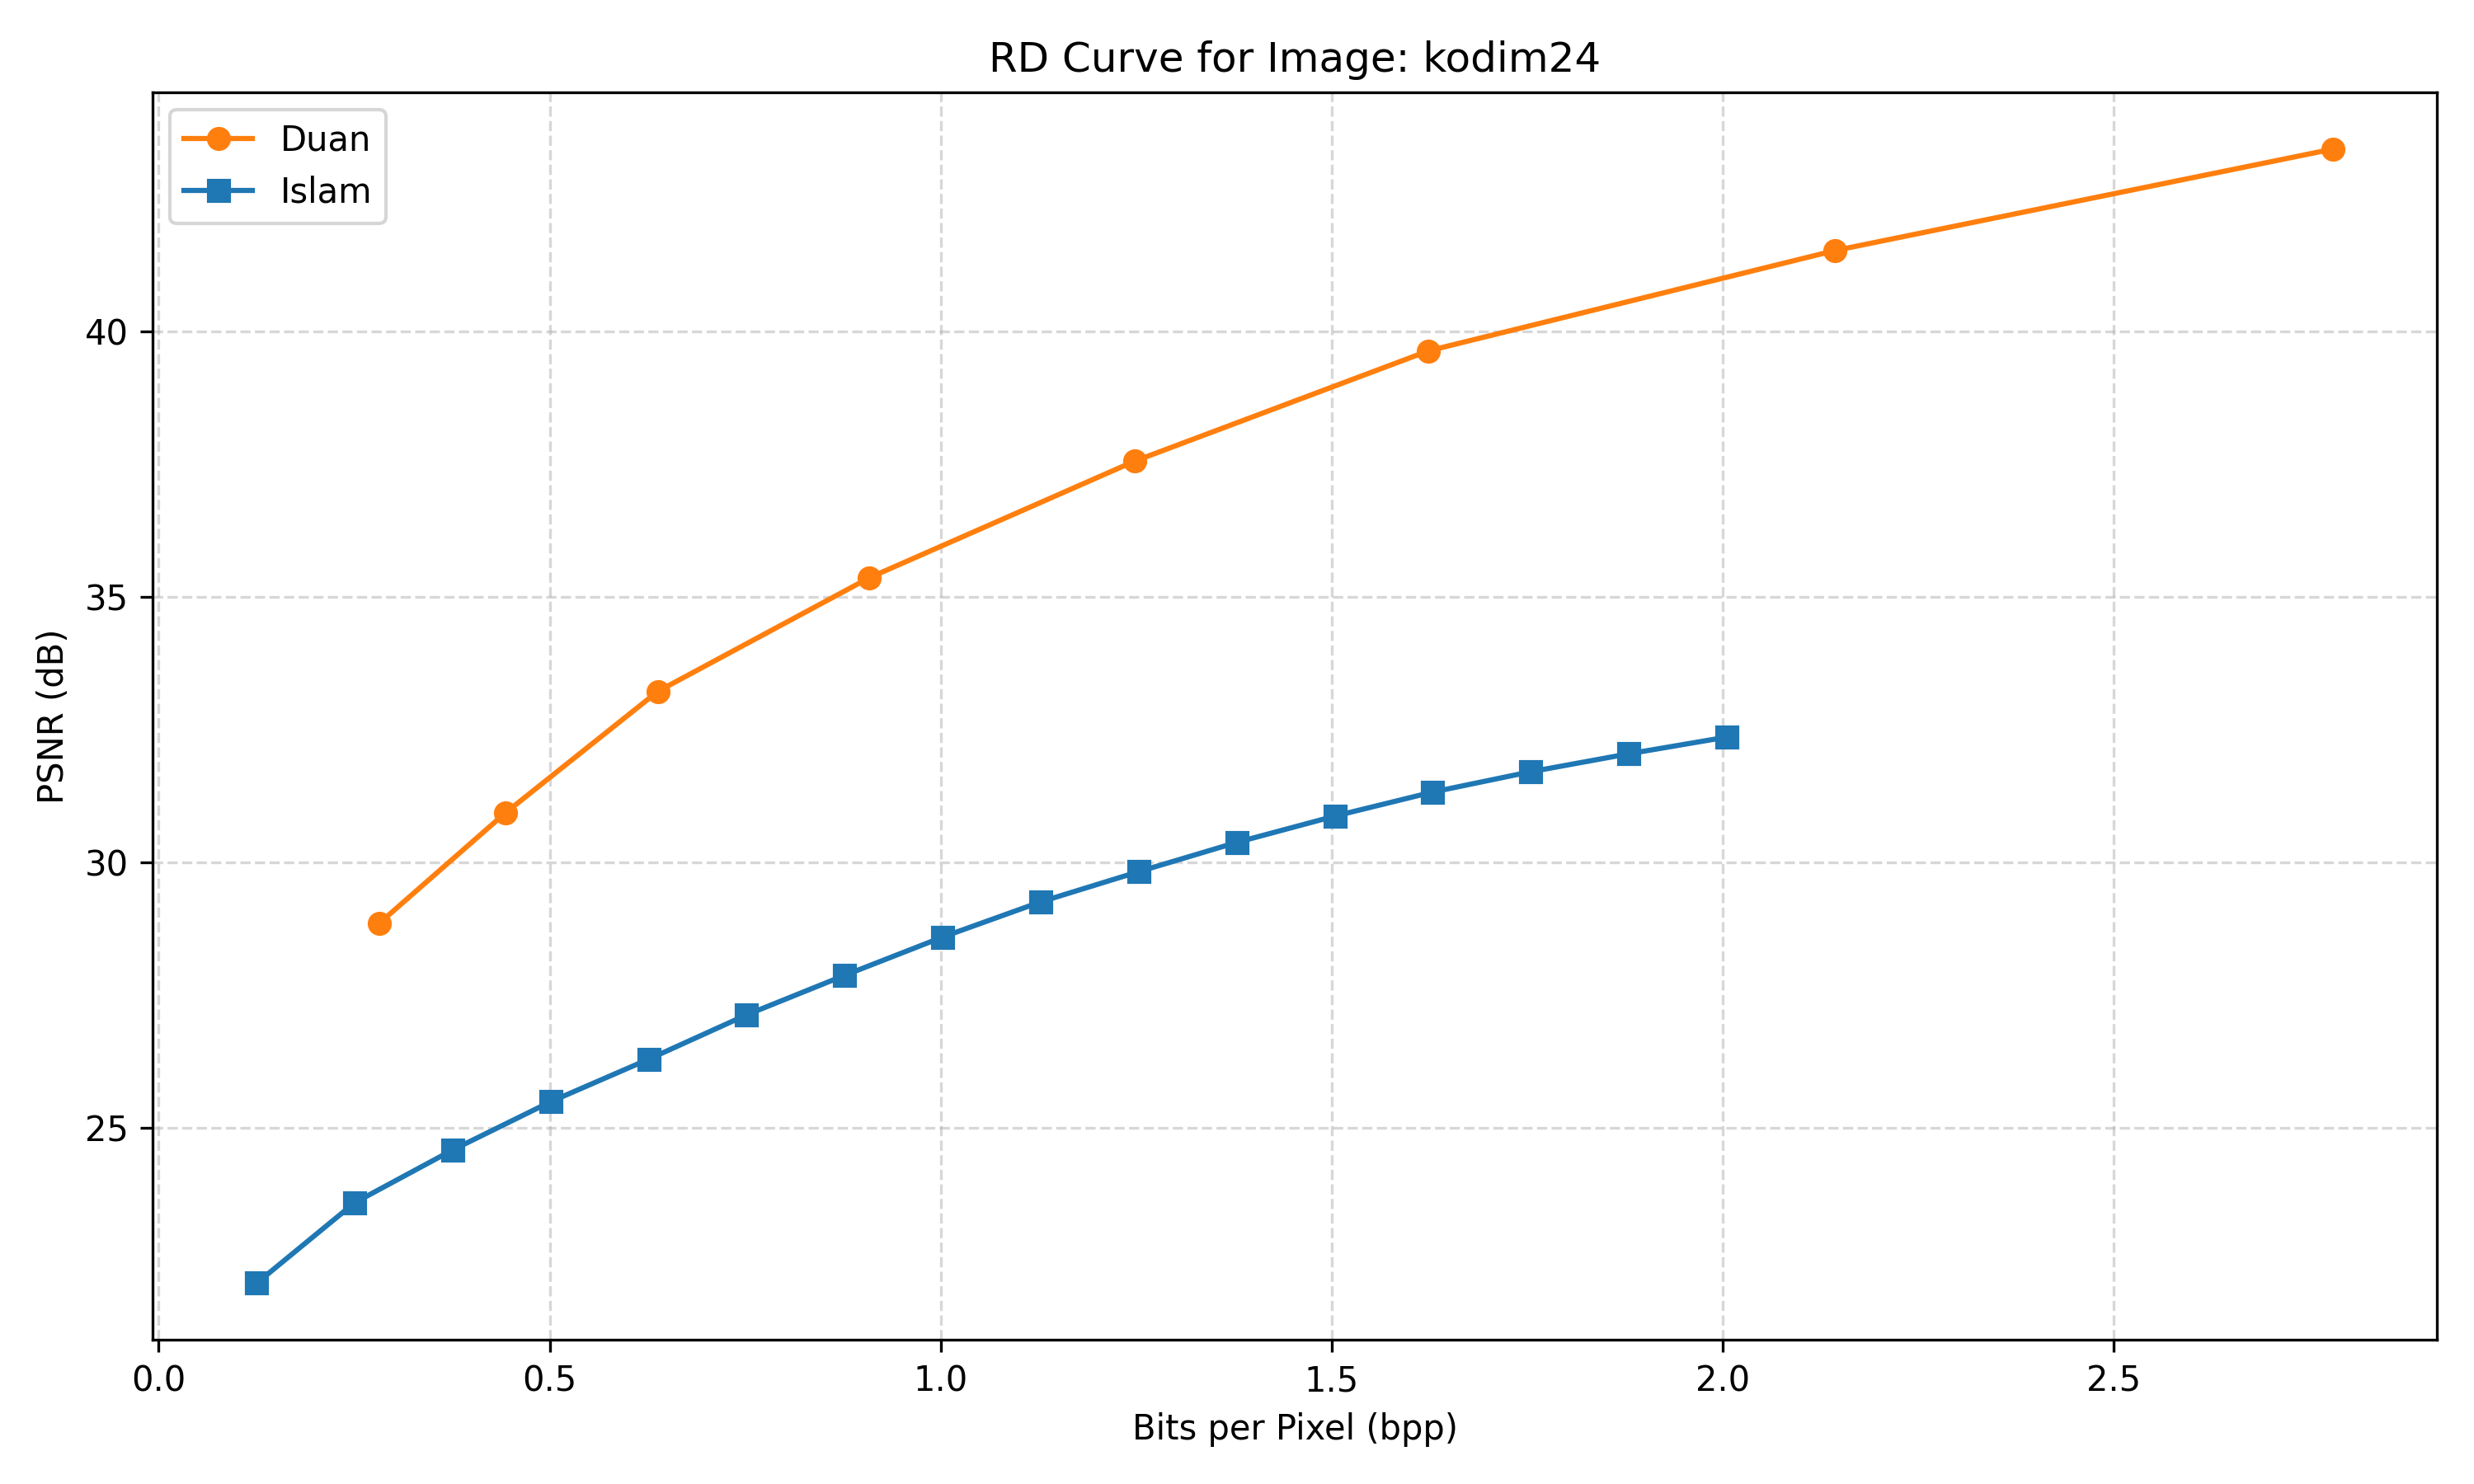 RD Curve for Image: kodim24
Duan
Islam
PSNR (dB)
40
35
30
25
0.0 0.5 1.0 1.5 2.0 2.5
Bits per Pixel (bpp)